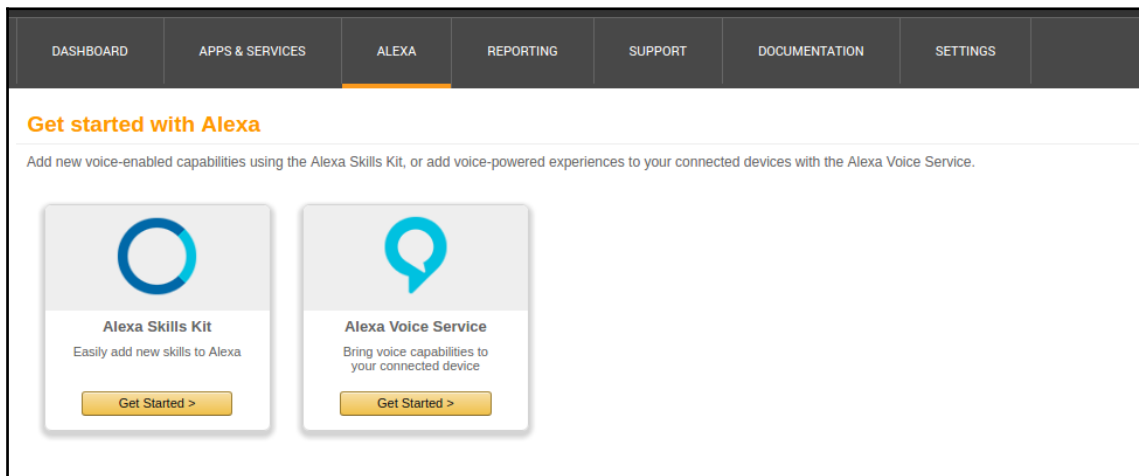 DASHBOARD APPS & SERVICES ALEXA REPORTING SUPPORT DOCUMENTATION SETTINGS
Get started with Alexa
Add new voice-enabled capabilities using the Alexa Skills Kit, or add voice-powered experiences to your connected devices with the Alexa Voice Service.
Alexa Skills Kit
Easily add new skills to Alexa
Get Started >
Alexa Voice Service
Bring voice capabilities to
your connected device
Get Started >